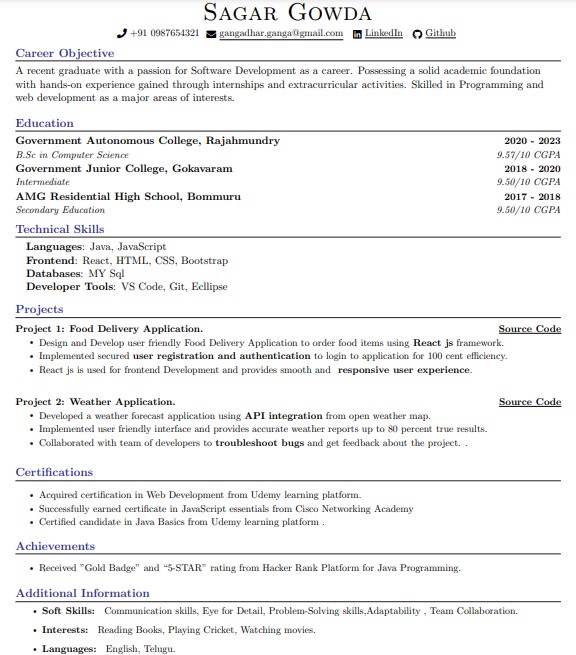 SAGAR GOWDA
+91 0987654321 gangadhar.ganga@gmail.com LinkedIn Github
Career Objective
A recent graduate with a passion for Software Development as a career. Possessing a solid academic foundation
with hands-on experience gained through internships and extracurricular activities. Skilled in Programming and
web development as a major areas of interests.
Education
Government Autonomous College, Rajahmundry 2020 - 2023
B.Sc in Computer Science 9.57/10 CGPA
Government Junior College, Gokavaram 2018 - 2020
Intermediate 9.50/10 CGPA
AMG Residential High School, Bommuru 2017 - 2018
Secondary Education 9.50/10 CGPA
Technical Skills
Languages: Java, JavaScript
Frontend: React, HTML, CSS, Bootstrap
Databases: MY Sql
Developer Tools: VS Code, Git, Ecllipse
Projects
Project 1: Food Delivery Application. Source Code
• Design and Develop user friendly Food Delivery Application to order food items using React js framework.
• Implemented secured user registration and authentication to login to application for 100 cent efficiency.
• React js is used for frontend Development and provides smooth and responsive user experience.
Project 2: Weather Application. Source Code
• Developed a weather forecast application using API integration from open weather map.
• Implemented user friendly interface and provides accurate weather reports up to 80 percent true results.
• Collaborated with team of developers to troubleshoot bugs and get feedback about the project. .
Certifications
• Acquired certification in Web Development from Udemy learning platform.
• Successfully earned certificate in JavaScript essentials from Cisco Networking Academy
• Certified candidate in Java Basics from Udemy learning platform .
Achievements
• Received ”Gold Badge” and “5-STAR” rating from Hacker Rank Platform for Java Programming.
Additional Information
• Soft Skills: Communication skills, Eye for Detail, Problem-Solving skills,Adaptability , Team Collaboration.
• Interests: Reading Books, Playing Cricket, Watching movies.
• Languages: English, Telugu.